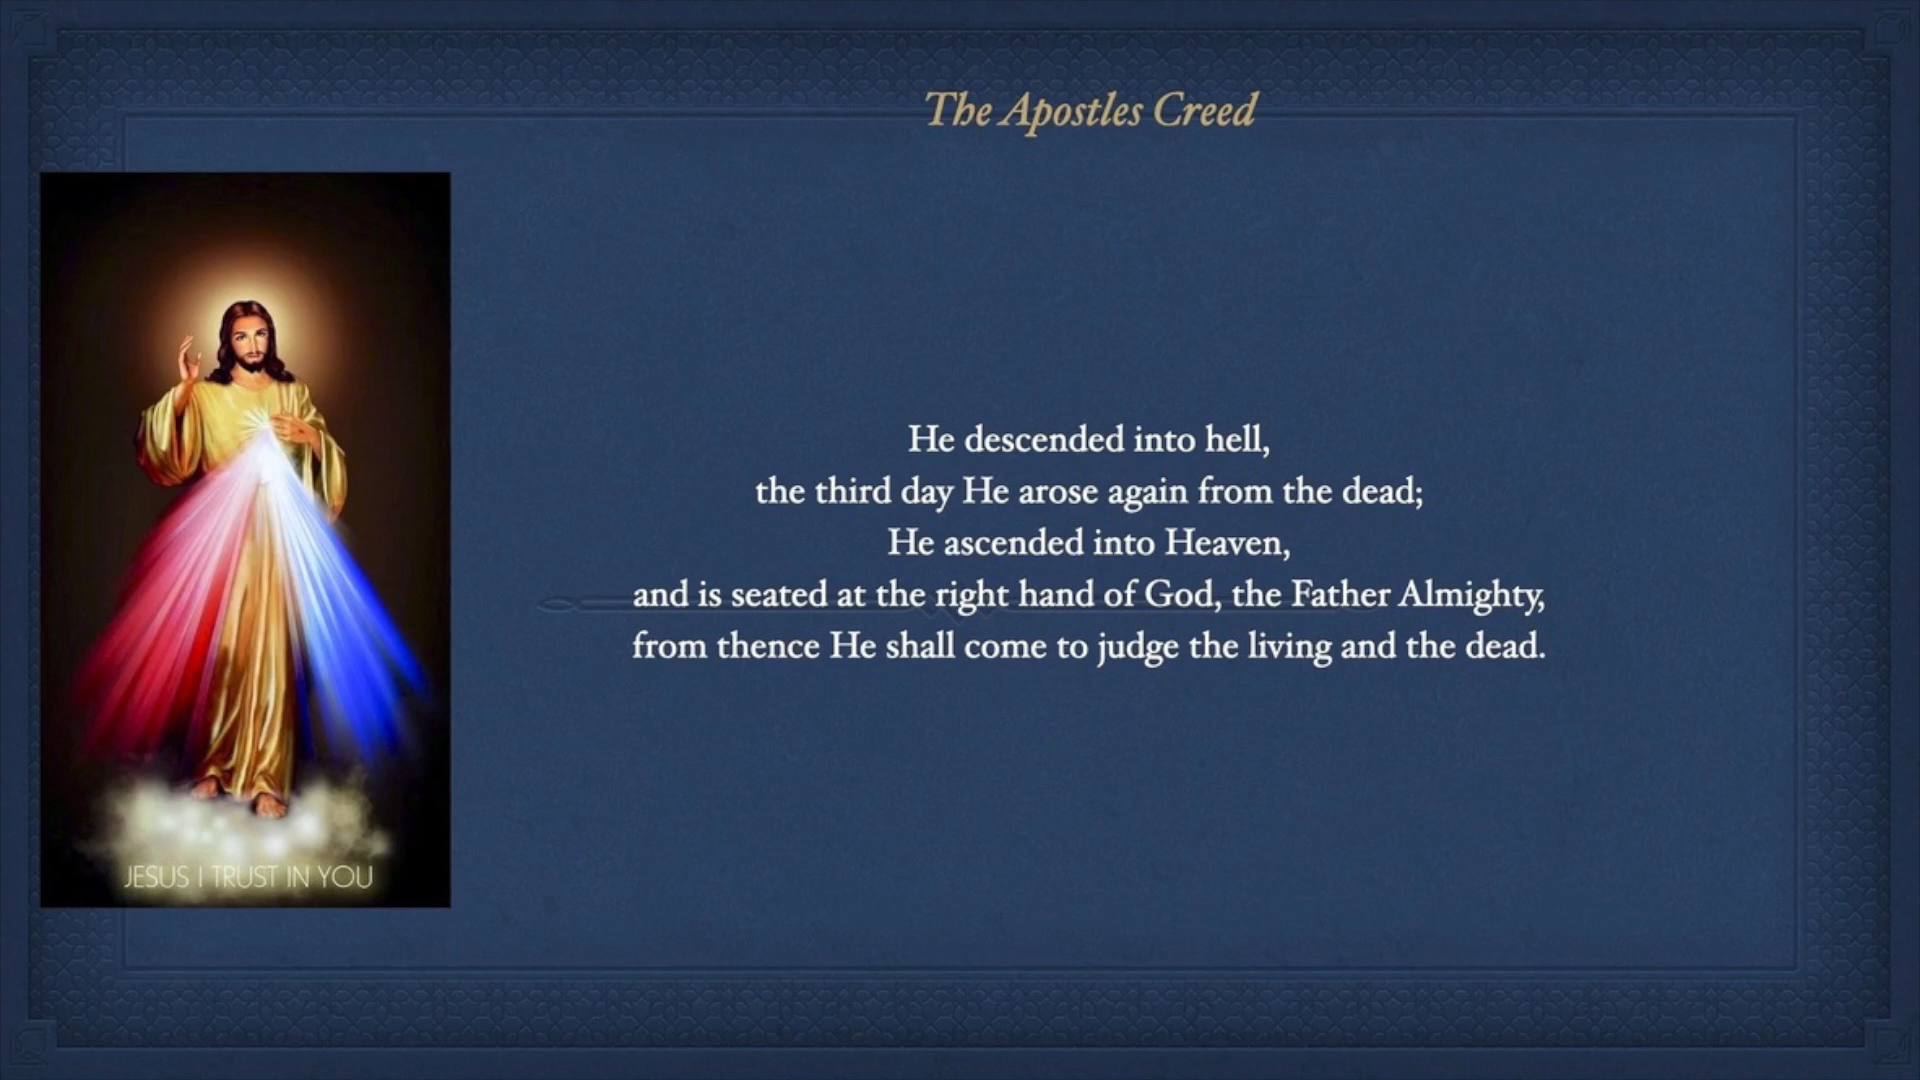 The Apostles Creed
He descended into hell,
the third day He arose again from the dead;
He ascended into Heaven,
and is seated at the right hand of God, the Father Almighty,
from thence He shall come to judge the living and the dead.
JESUS I TRUST IN YOU